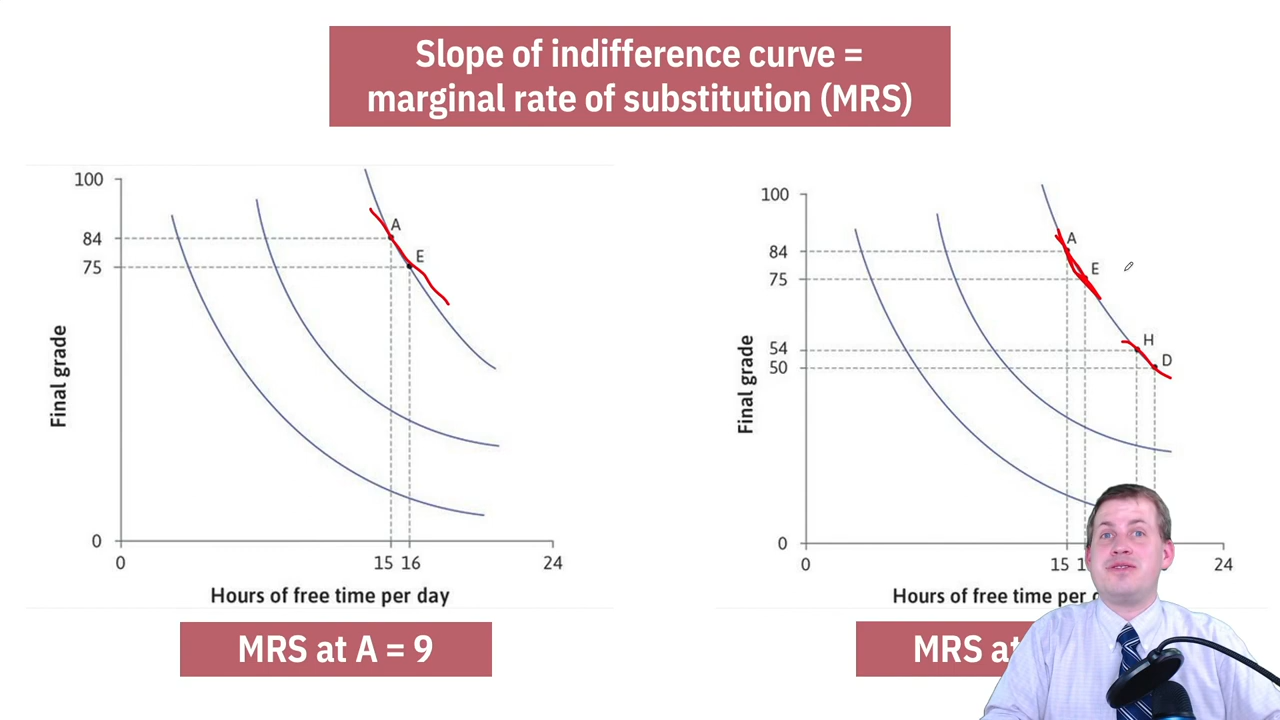 Slope of indifference curve =
marginal rate of substitution (MRS)
100
84
75
0
A
E
0
15 16
24
Final grade
Hours of free time per day
MRS at A = 9
100
84
75
54
50
0
A
E
H
D
0
15
24
Final grade
Hours of free time per
MRS at